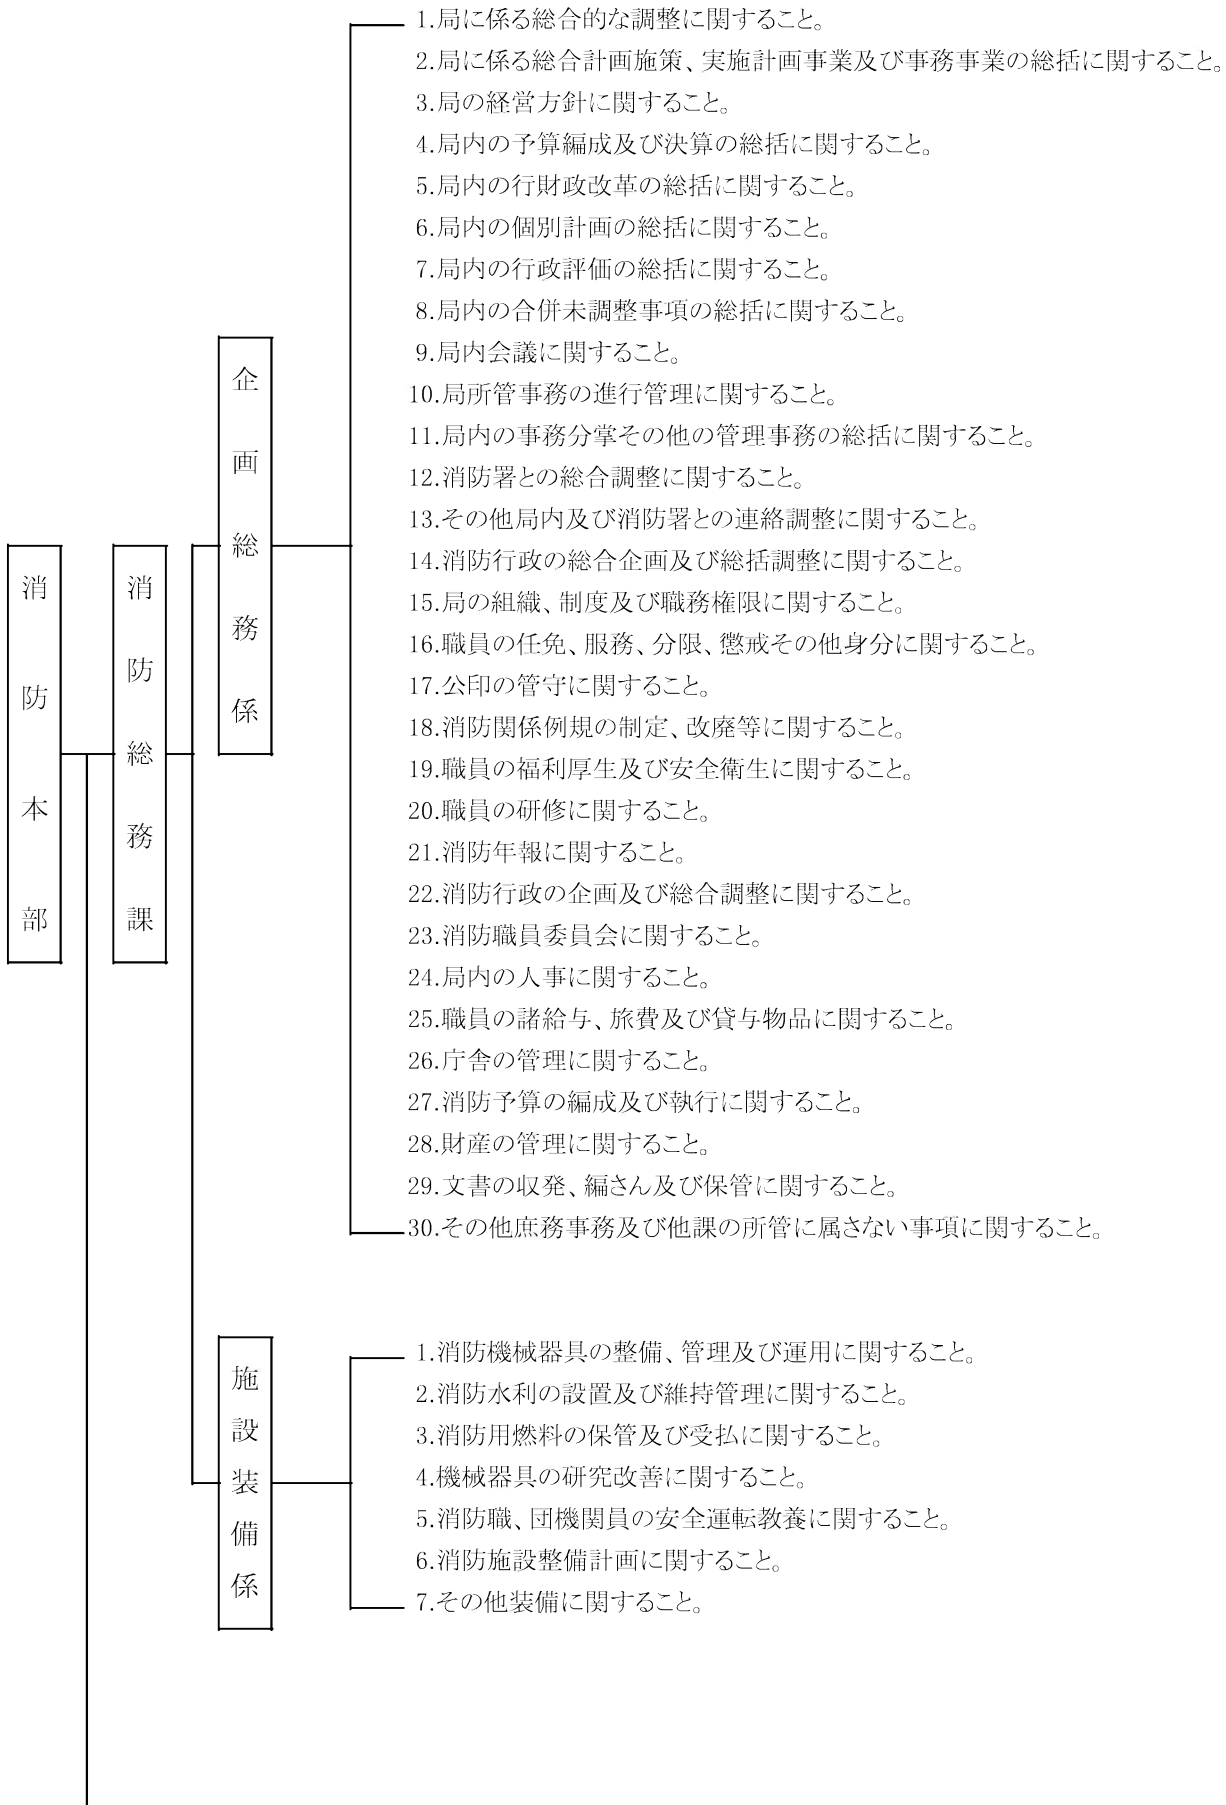 消防本部
消防総務課
企画総務係
1.局に係る総合的な調整に関すること。
2.局に係る総合計画施策、実施計画事業及び事務事業の総括に関すること。
3.局の経営方針に関すること。
4.局内の予算編成及び決算の総括に関すること。
5.局内の行財政改革の総括に関すること。
6.局内の個別計画の総括に関すること。
7.局内の行政評価の総括に関すること。
8.局内の合併未調整事項の総括に関すること。
9.局内会議に関すること。
10.局所管事務の進行管理に関すること。
11.局内の事務分掌その他の管理事務の総括に関すること。
12.消防署との総合調整に関すること。
13.その他局内及び消防署との連絡調整に関すること。
14.消防行政の総合企画及び総括調整に関すること。
15.局の組織、制度及び職務権限に関すること。
16.職員の任免、服務、分限、懲戒その他身分に関すること。
17.公印の管守に関すること。
18.消防関係例規の制定、改廃等に関すること。
19.職員の福利厚生及び安全衛生に関すること。
20.職員の研修に関すること。
21.消防年報に関すること。
22.消防行政の企画及び総合調整に関すること。
23.消防職員委員会に関すること。
24.局内の人事に関すること。
25.職員の諸給与、旅費及び貸与物品に関すること。
26.庁舎の管理に関すること。
27.消防予算の編成及び執行に関すること。
28.財産の管理に関すること。
29.文書の収発、編さん及び保管に関すること。
30.その他庶務事務及び他課の所管に属さない事項に関すること。
施設装備係
1.消防機械器具の整備、管理及び運用に関すること。
2.消防水利の設置及び維持管理に関すること。
3.消防用燃料の保管及び受払に関すること。
4.機械器具の研究改善に関すること。
5.消防職、団機関員の安全運転教養に関すること。
6.消防施設整備計画に関すること。
7.その他装備に関すること。